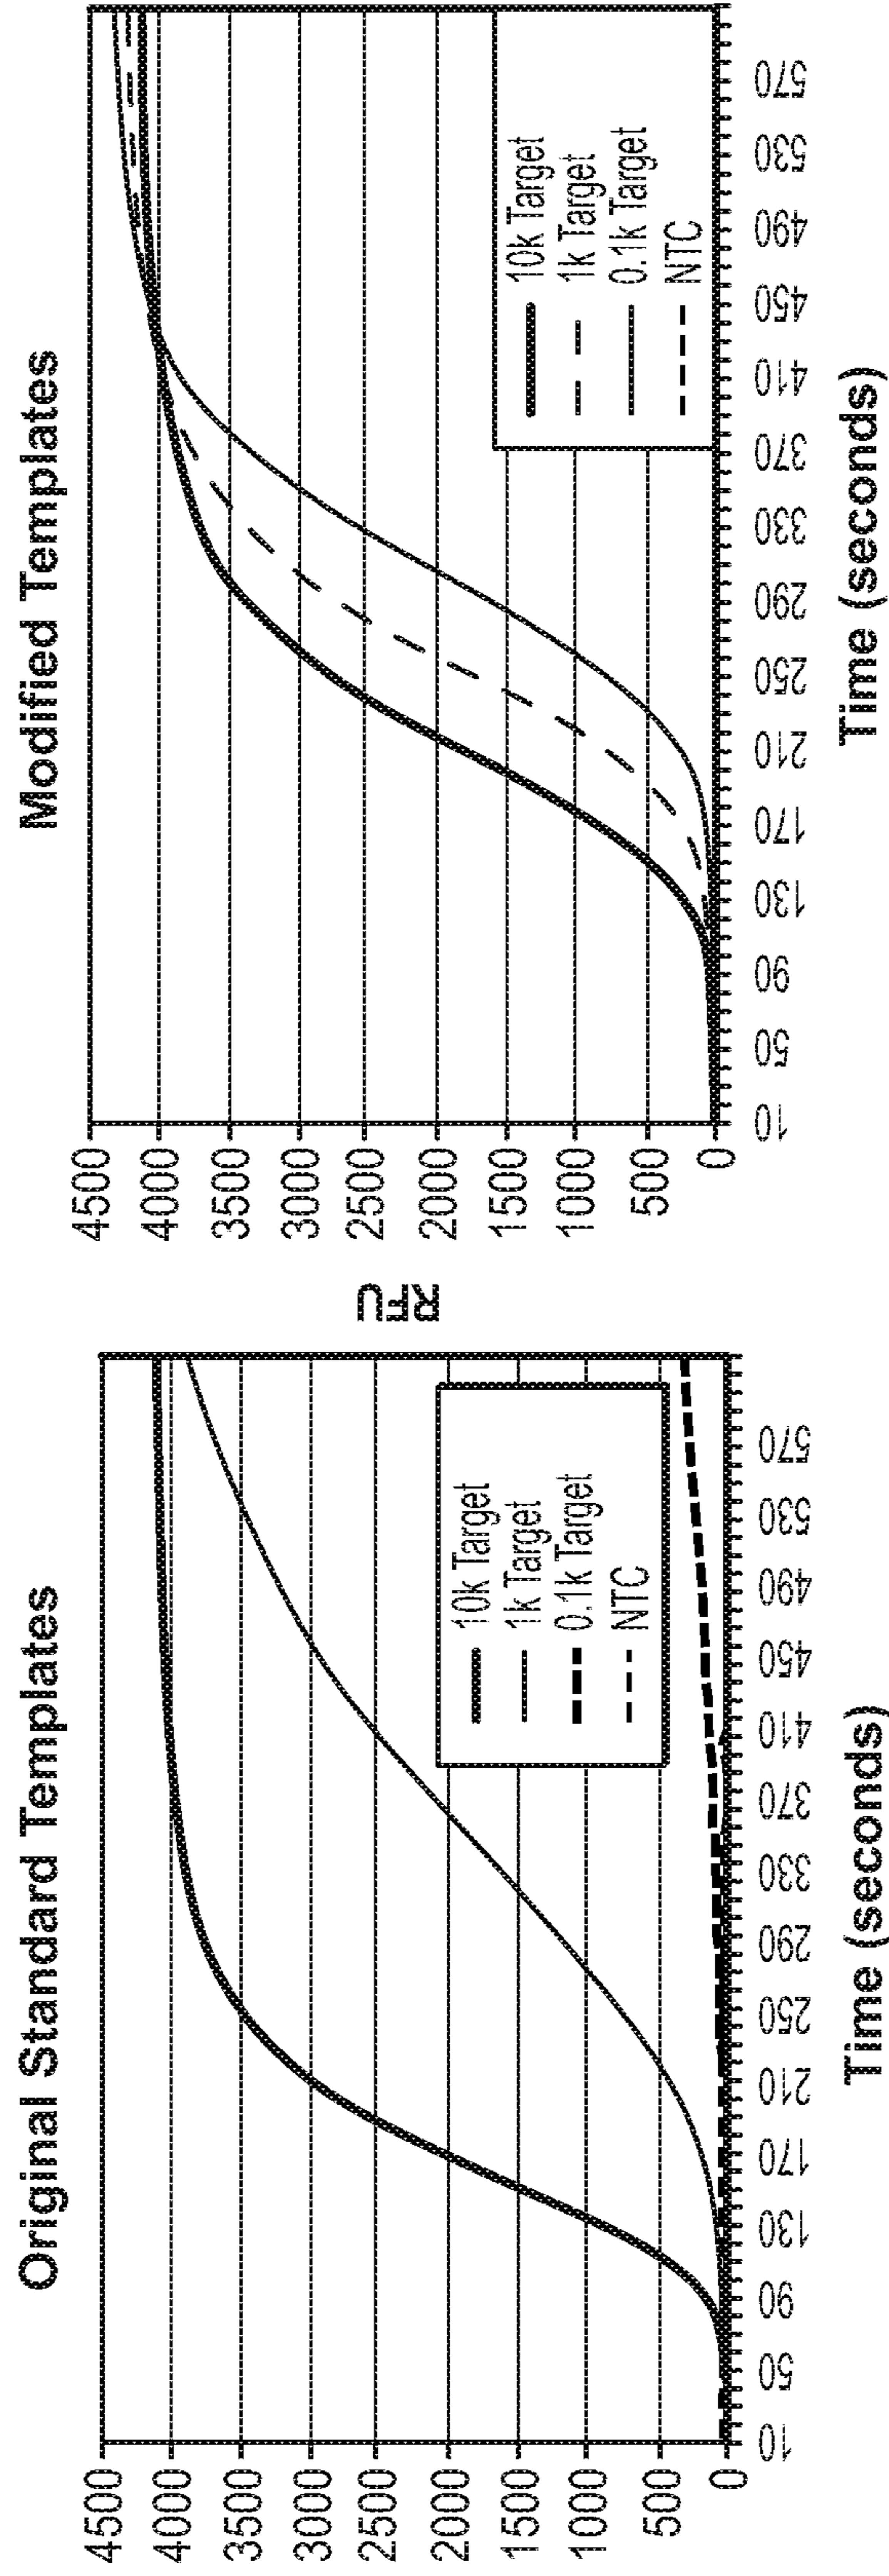 Original Standard Templates
4500
4000
3500
3000
2500
2000
1500
1000
500
0
10k Target
1k Target
0.1k Target
NTC
10 50 90 130 170 210 250 290 330 370 410 450 490 530 570
Time (seconds)
Modified Templates
RFU
4500
4000
3500
3000
2500
2000
1500
1000
500
0
10k Target
1k Target
0.1k Target
NTC
10 50 90 130 170 210 250 290 330 370 410 450 490 530 570
Time (seconds)